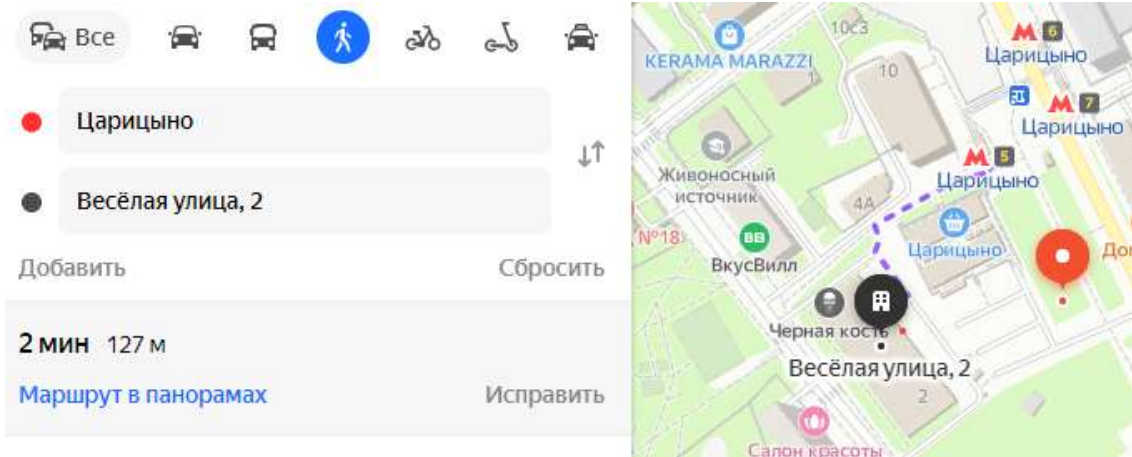 Все
Царицыно
Весёлая улица, 2
Добавить
Сбросить
2 мин 127 м
Маршрут в панорамах
Исправить
10с3
М 6
Царицыно
KERAMA MARAZZI
1
10
М 7
Царицыно
М 5
Царицыно
Живоносный
источник
4А
№18
ВВ
ВкусВилл
Царицыно
Черная кость
Весёлая улица, 2
2
Салон красоты